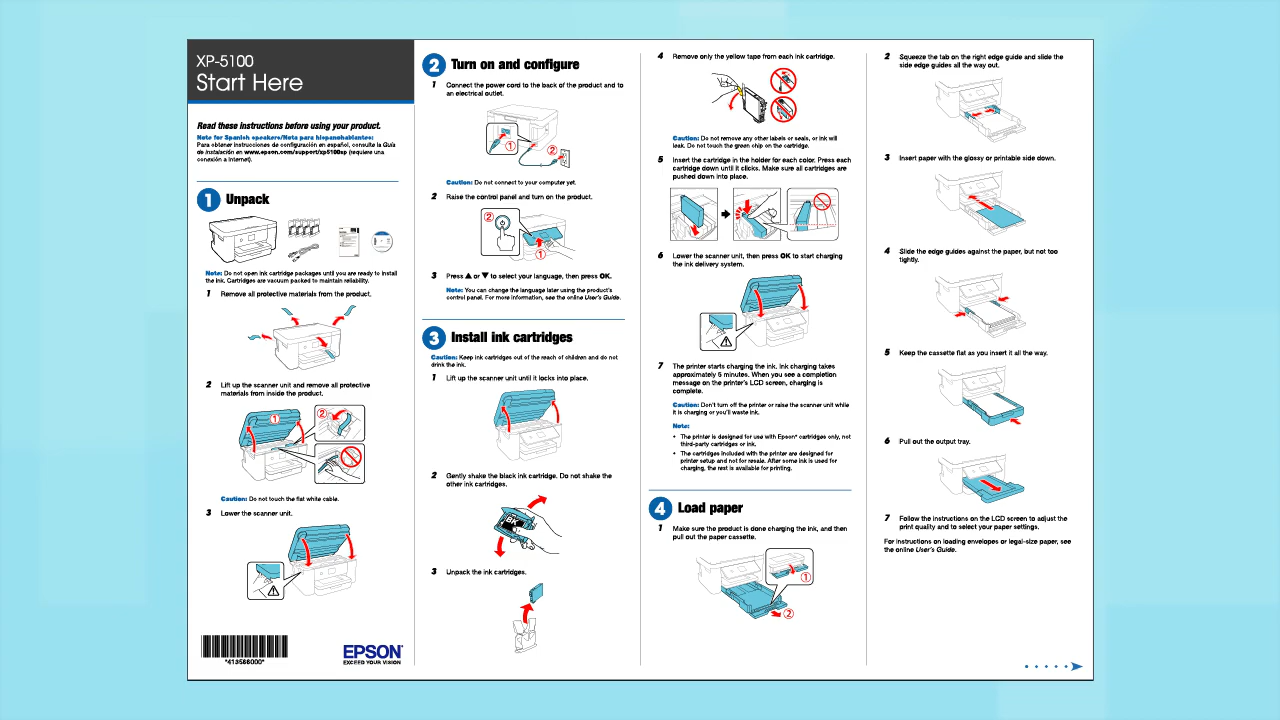 XP-5100
Start Here
Read these instructions before using your product.
Note for Spanish speakers/Nota para hispanohablantes:
Para obtener instrucciones de configuración en español, consulte la Guía
de instalación en www.epson.com/support/xp5100sp (requiere una
conexión a Internet).
1 Unpack
Note: Do not open ink cartridge packages until you are ready to install
the ink. Cartridges are vacuum packed to maintain reliability.
1 Remove all protective materials from the product.
2 Lift up the scanner unit and remove all protective
materials from inside the product.
1
2
Caution: Do not touch the flat white cable.
3 Lower the scanner unit.
*413566000*
EPSON
EXCEED YOUR VISION
2 Turn on and configure
1 Connect the power cord to the back of the product and to
an electrical outlet.
1
2
Caution: Do not connect to your computer yet.
2 Raise the control panel and turn on the product.
2
1
3 Press ▲ or ▼ to select your language, then press OK.
Note: You can change the language later using the product's
control panel. For more information, see the online User's Guide.
3 Install ink cartridges
Caution: Keep ink cartridges out of the reach of children and do not
drink the ink.
1 Lift up the scanner unit until it locks into place.
2 Gently shake the black ink cartridge. Do not shake the
other ink cartridges.
BK
3 Unpack the ink cartridges.
4 Remove only the yellow tape from each ink cartridge.
Caution: Do not remove any other labels or seals, or ink will
leak. Do not touch the green chip on the cartridge.
5 Insert the cartridge in the holder for each color. Press each
cartridge down until it clicks. Make sure all cartridges are
pushed down into place.
6 Lower the scanner unit, then press OK to start charging
the ink delivery system.
7 The printer starts charging the ink. Ink charging takes
approximately 5 minutes. When you see a completion
message on the printer's LCD screen, charging is
complete.
Caution: Don't turn off the printer or raise the scanner unit while
it is charging or you'll waste ink.
Note:
• The printer is designed for use with Epson® cartridges only, not
third-party cartridges or ink.
• The cartridges included with the printer are designed for
printer setup and not for resale. After some ink is used for
charging, the rest is available for printing.
4 Load paper
1 Make sure the product is done charging the ink, and then
pull out the paper cassette.
1
2
2 Squeeze the tab on the right edge guide and slide the
side edge guides all the way out.
3 Insert paper with the glossy or printable side down.
4 Slide the edge guides against the paper, but not too
tightly.
5 Keep the cassette flat as you insert it all the way.
6 Pull out the output tray.
7 Follow the instructions on the LCD screen to adjust the
print quality and to select your paper settings.
For instructions on loading envelopes or legal-size paper, see
the online User's Guide.